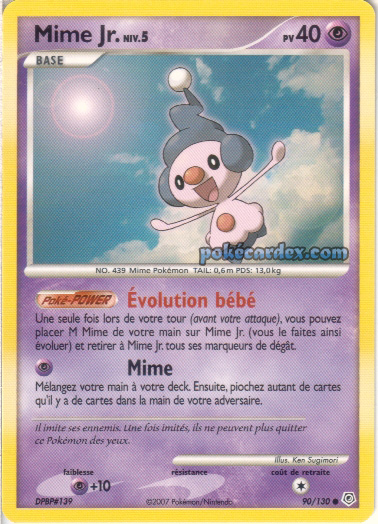 Mime Jr. NIV.5
PV 40
BASE
pokécardex.com
NO. 439 Mime Pokémon TAIL: 0,6m PDS: 13,0kg
Poké-POWER Évolution bébé
Une seule fois lors de votre tour (avant votre attaque), vous pouvez
placer M Mime de votre main sur Mime Jr. (vous le faites ainsi
évoluer) et retirer à Mime Jr. tous ses marqueurs de dégât.
Mime
Mélangez votre main à votre deck. Ensuite, piochez autant de cartes
qu'il y a de cartes dans la main de votre adversaire.
Il imite ses ennemis. Une fois imités, ils ne peuvent plus quitter
ce Pokémon des yeux.
Illus. Ken Sugimori
faiblesse résistance coût de retraite
+10
DPBP#139 ©2007 Pokémon/Nintendo 90/130